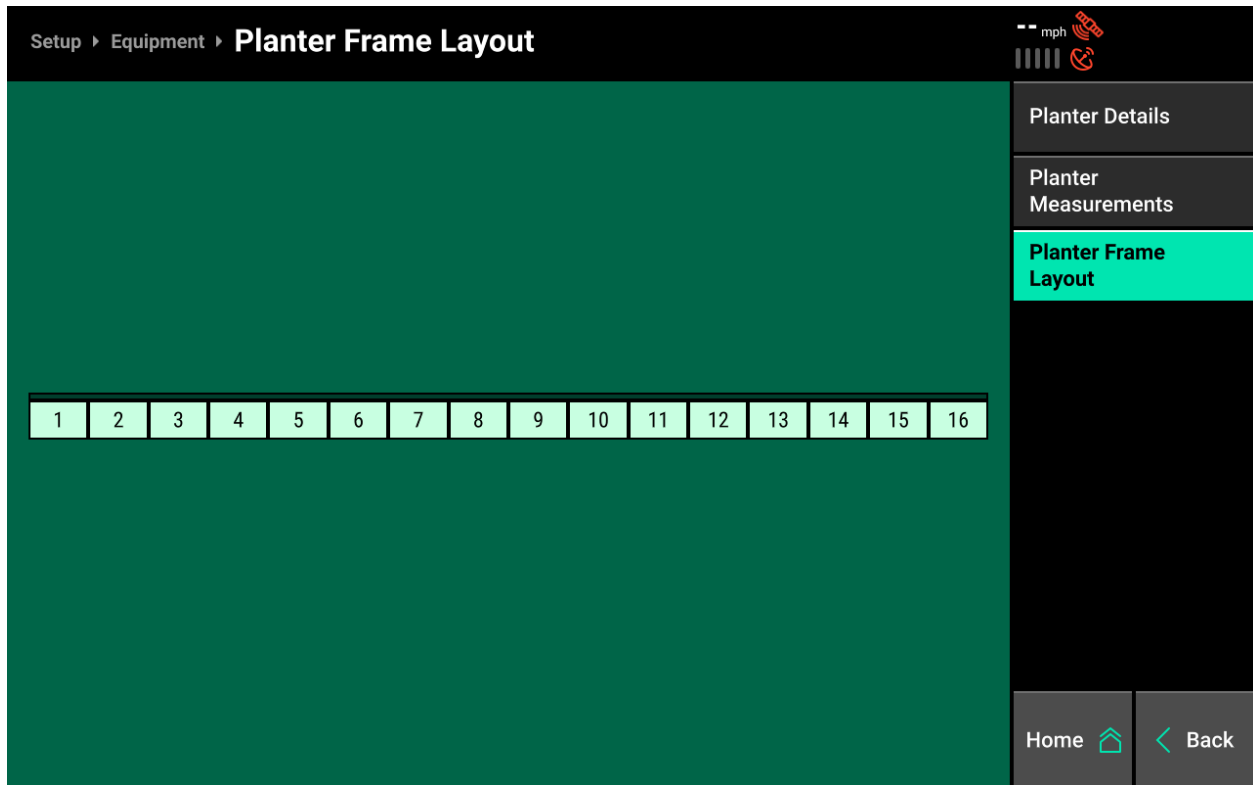 Setup Equipment Planter Frame Layout
-- mph
Planter Details
Planter
Measurements
Planter Frame
Layout
1 2 3 4 5 6 7 8 9 10 11 12 13 14 15 16
Home Back